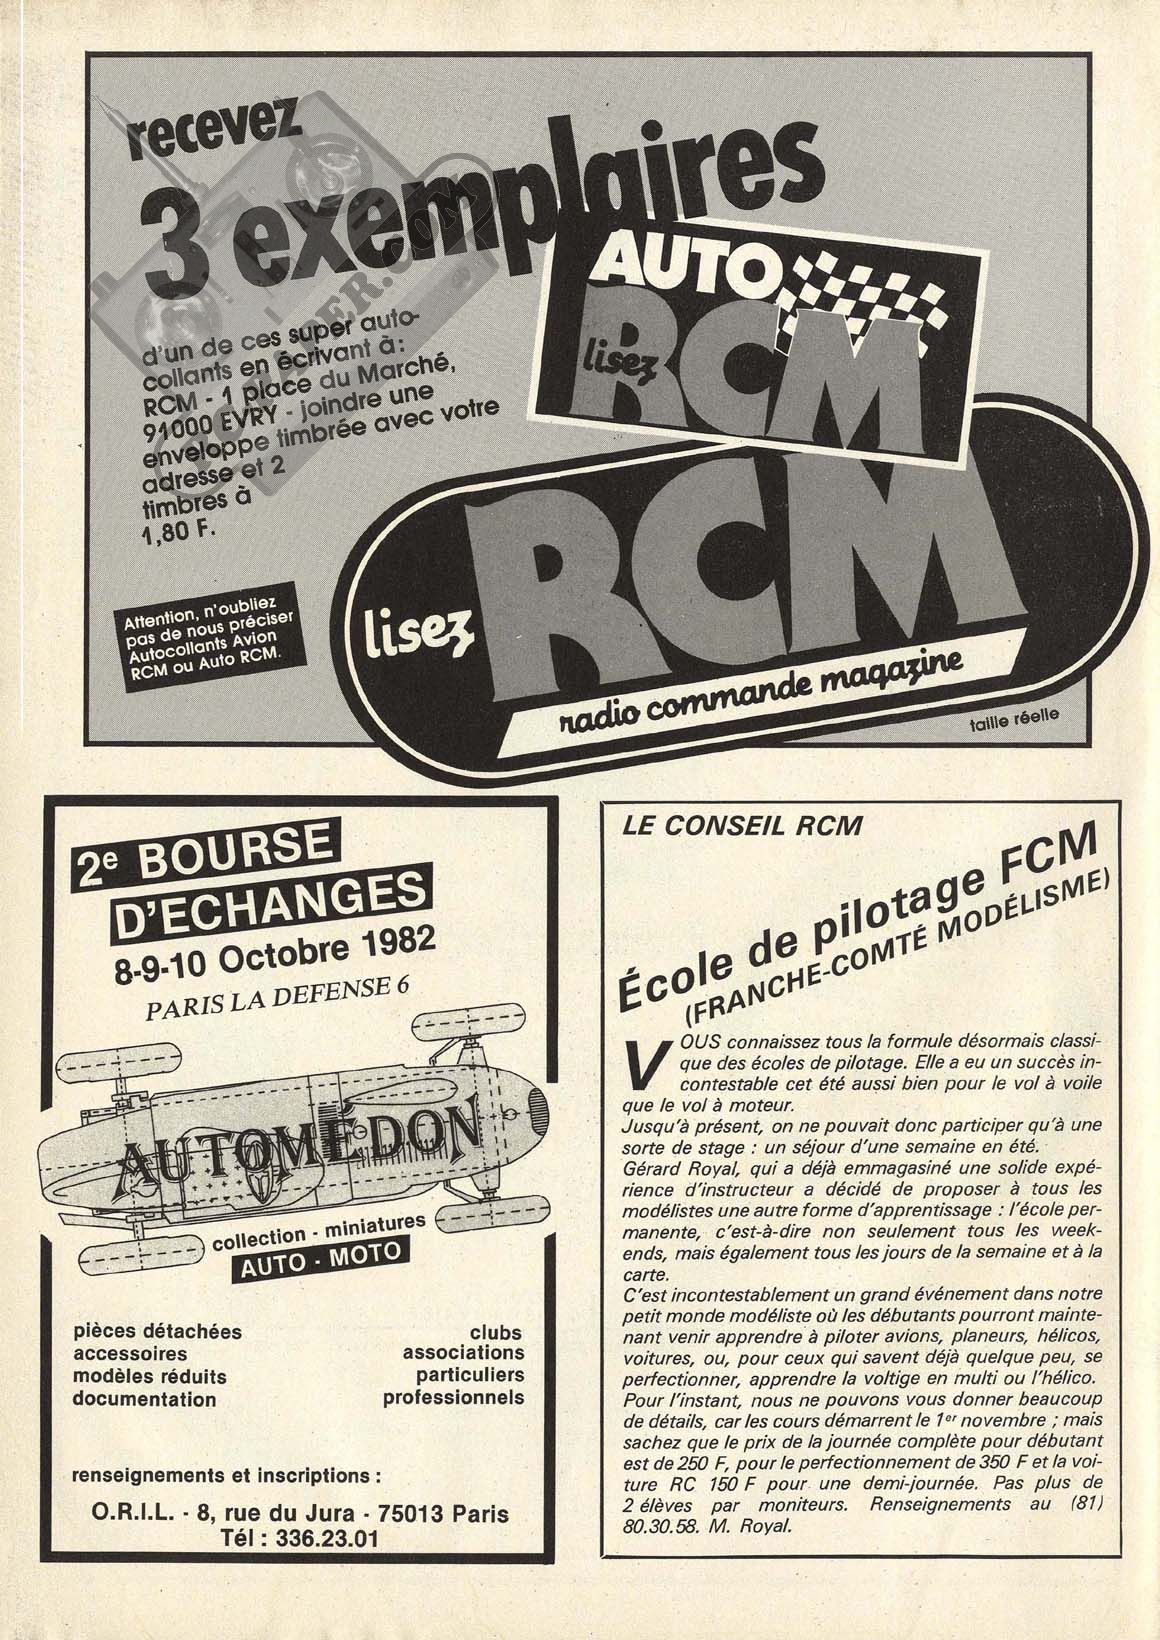 recevez
3 exemplaires
d'un de ces super auto-
collants en écrivant à:
RCM - 1 place du Marché,
91000 EVRY - joindre une
enveloppe timbrée avec votre
adresse et 2
timbres à
1,80 F.
Attention, n'oubliez
pas de nous préciser
Autocollants Avion
RCM ou Auto RCM.
AUTO
lisez
RCM
lisez
RCM
radio commande magazine
taille réelle
2e BOURSE
D'ECHANGES
8-9-10 Octobre 1982
PARIS LA DEFENSE 6
AUTOMÉDON
collection - miniatures
AUTO - MOTO
pièces détachées
accessoires
modèles réduits
documentation
clubs
associations
particuliers
professionnels
renseignements et inscriptions :
O.R.I.L. - 8, rue du Jura - 75013 Paris
Tél : 336.23.01
LE CONSEIL RCM
École de pilotage FCM
(FRANCHE-COMTÉ MODÉLISME)
VOUS connaissez tous la formule désormais classi-
que des écoles de pilotage. Elle a eu un succès in-
contestable cet été aussi bien pour le vol à voile
que le vol à moteur.
Jusqu'à présent, on ne pouvait donc participer qu'à une
sorte de stage : un séjour d'une semaine en été.
Gérard Royal, qui a déjà emmagasiné une solide expé-
rience d'instructeur a décidé de proposer à tous les
modélistes une autre forme d'apprentissage : l'école per-
manente, c'est-à-dire non seulement tous les week-
ends, mais également tous les jours de la semaine et à la
carte.
C'est incontestablement un grand événement dans notre
petit monde modéliste où les débutants pourront mainte-
nant venir apprendre à piloter avions, planeurs, hélicos,
voitures, ou, pour ceux qui savent déjà quelque peu, se
perfectionner, apprendre la voltige en multi ou l'hélico.
Pour l'instant, nous ne pouvons vous donner beaucoup
de détails, car les cours démarrent le 1er novembre ; mais
sachez que le prix de la journée complète pour débutant
est de 250 F, pour le perfectionnement de 350 F et la voi-
ture RC 150 F pour une demi-journée. Pas plus de
2 élèves par moniteurs. Renseignements au (81)
80.30.58. M. Royal.